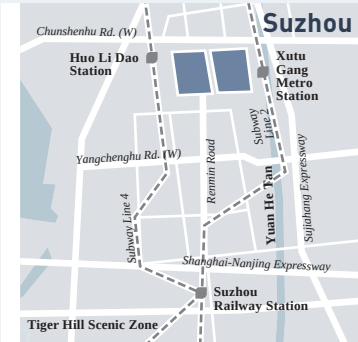 Suzhou
Chunshenhu Rd. (W)
Huo Li Dao
Station
Xutu
Gang
Metro
Station
Subway
Line 2
Yangchenghu Rd. (W)
Renmin Road
Yuan He Tan
Sujiahang Expressway
Subway Line 4
Shanghai-Nanjing Expressway
Suzhou
Railway Station
Tiger Hill Scenic Zone